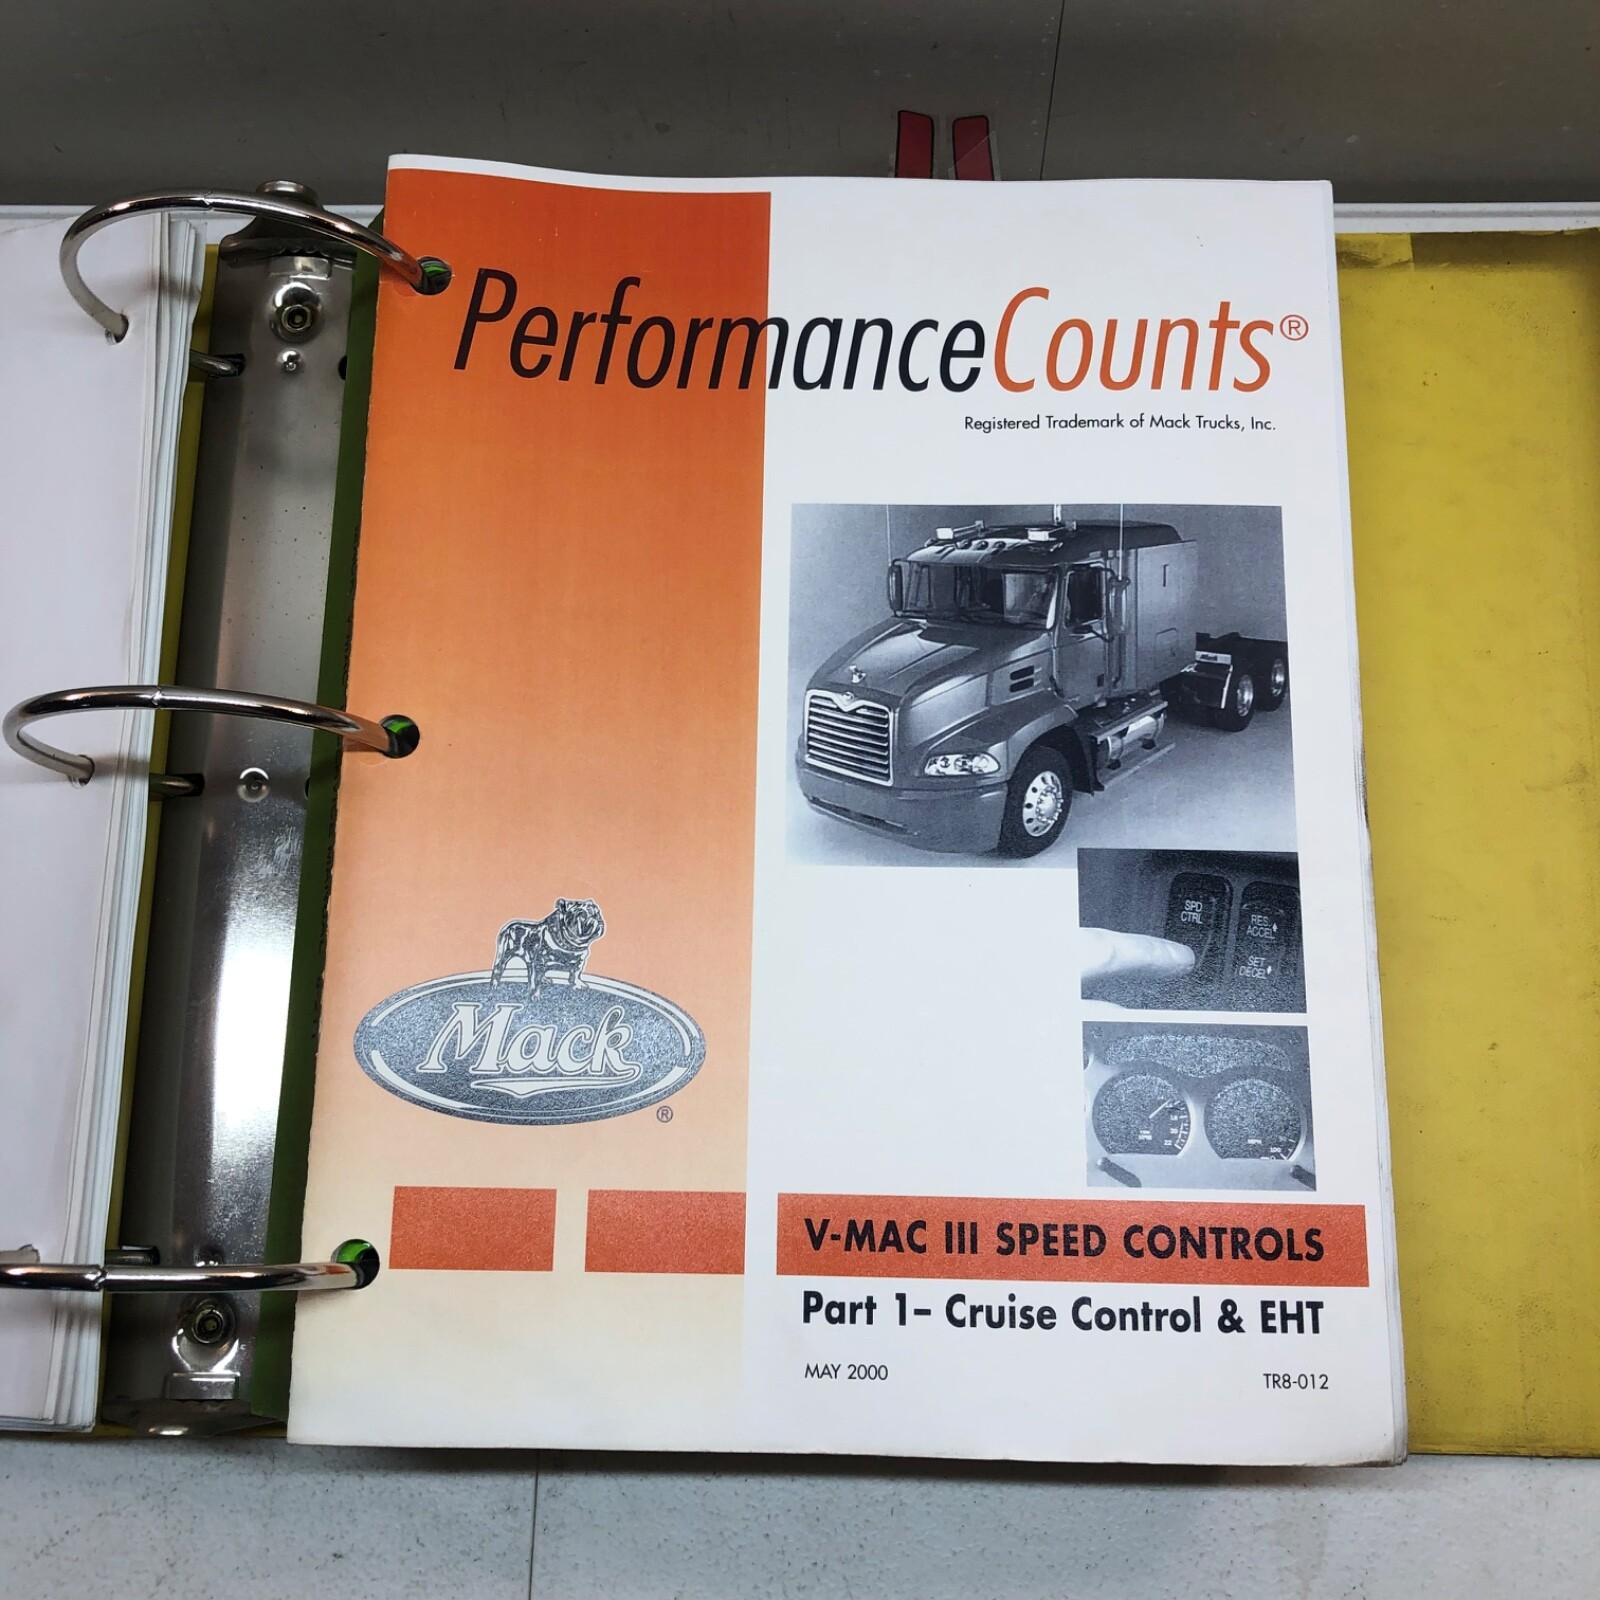 PerformanceCounts®
Registered Trademark of Mack Trucks, Inc.
SPD
CTRL
RES
ACCEL
SET
DECEL
Mack
®
V-MAC III SPEED CONTROLS
Part 1– Cruise Control & EHT
MAY 2000
TR8-012